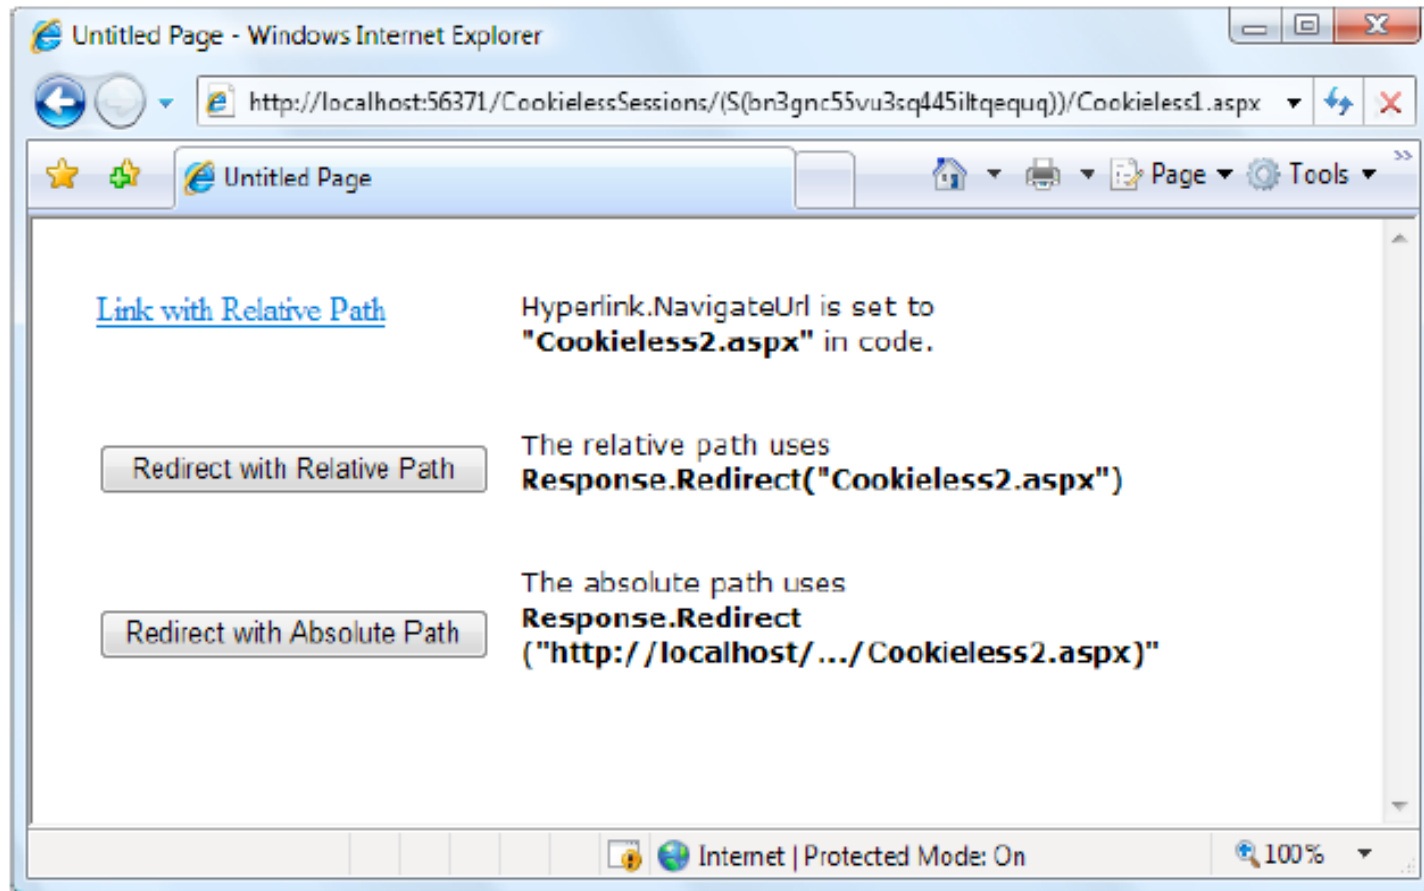 Untitled Page - Windows Internet Explorer
http://localhost:56371/CookielessSessions/(S(bn3gnc55vu3sq445iltqequq))/Cookieless1.aspx
Untitled Page
Page
Tools
Link with Relative Path
Hyperlink.NavigateUrl is set to
"Cookieless2.aspx" in code.
Redirect with Relative Path
The relative path uses
Response.Redirect("Cookieless2.aspx")
Redirect with Absolute Path
The absolute path uses
Response.Redirect
("http://localhost/.../Cookieless2.aspx)"
Internet | Protected Mode: On
100%